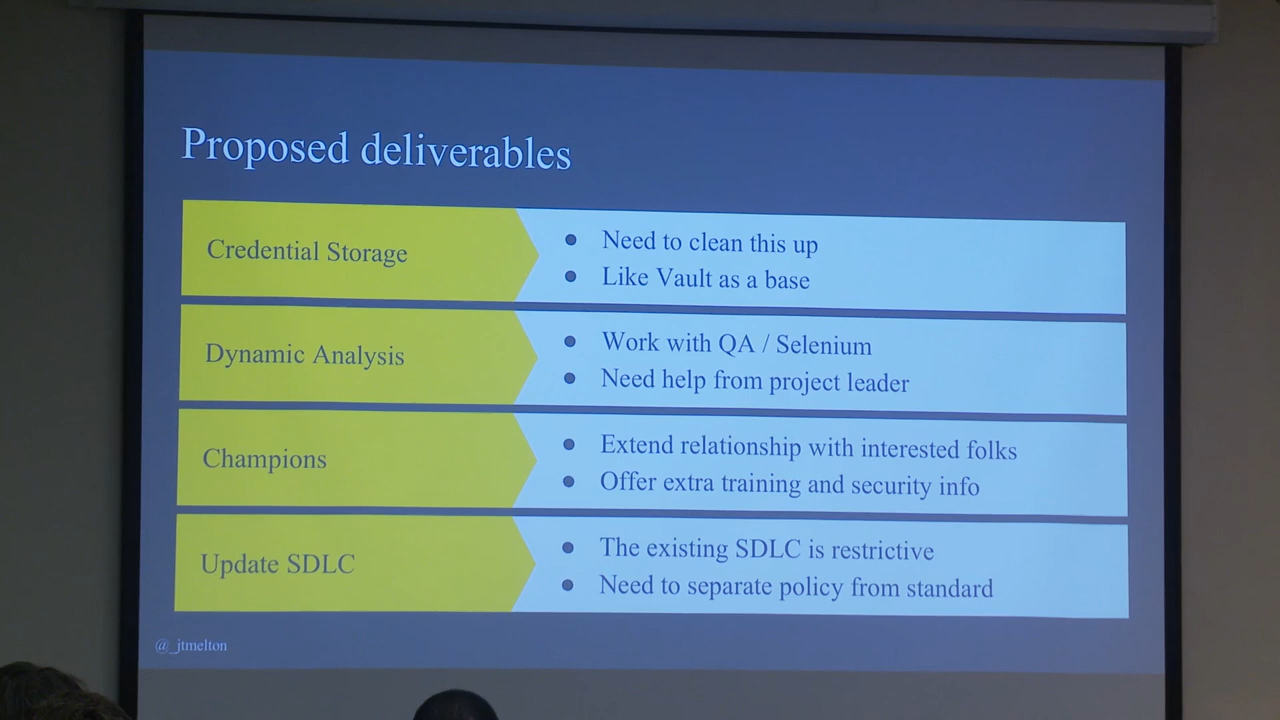 Proposed deliverables
Credential Storage
● Need to clean this up
● Like Vault as a base
Dynamic Analysis
● Work with QA / Selenium
● Need help from project leader
Champions
● Extend relationship with interested folks
● Offer extra training and security info
Update SDLC
● The existing SDLC is restrictive
● Need to separate policy from standard
@_jtmelton